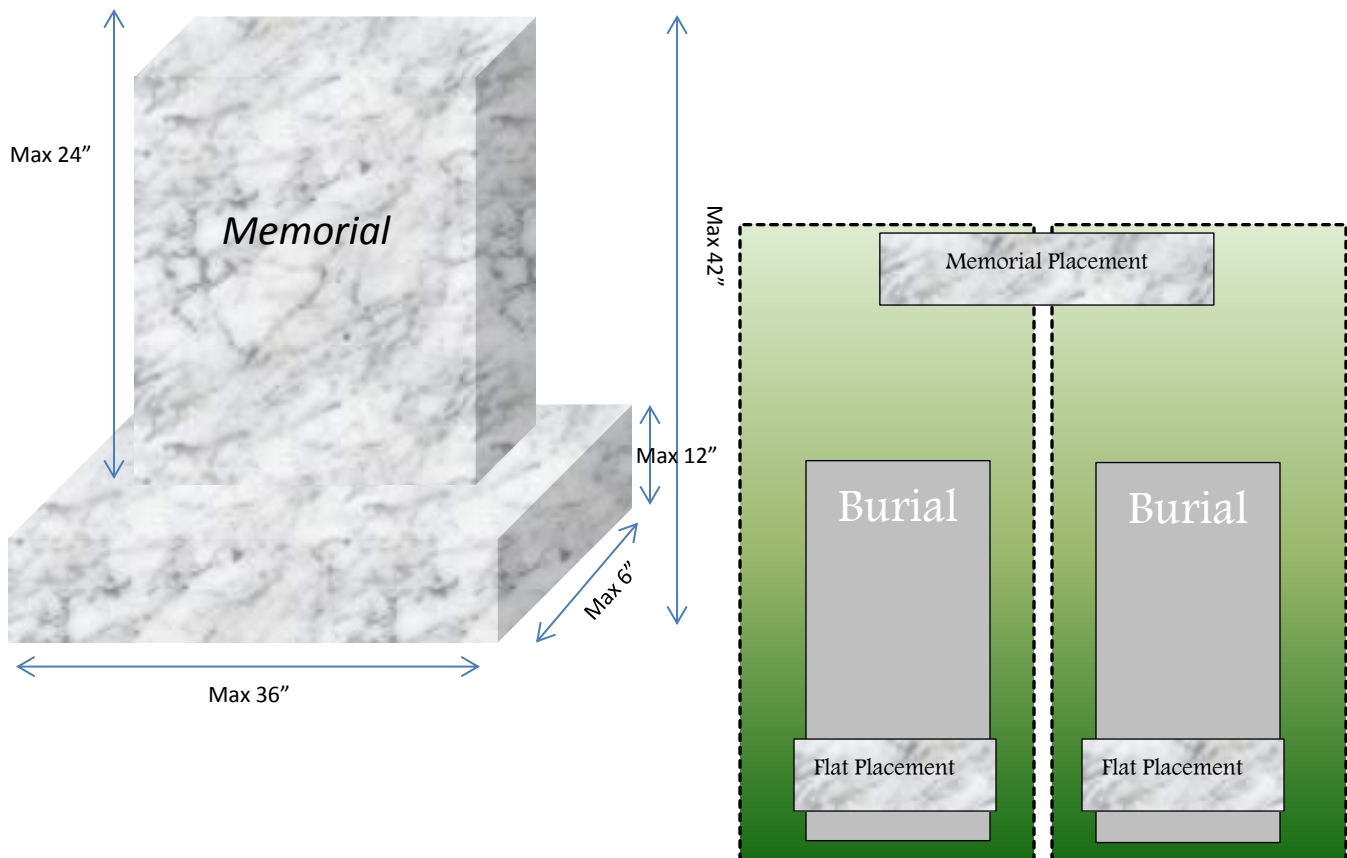 Max 24”
Memorial
Max 42”
Max 12”
Max 6”
Max 36”
Memorial Placement
Burial
Burial
Flat Placement
Flat Placement